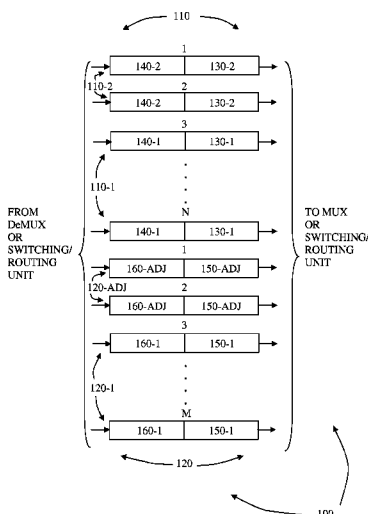 110
1
140-2 130-2
110-2
2
140-2 130-2
3
140-1 130-1
110-1
FROM
DeMUX
OR
SWITCHING/
ROUTING
UNIT
TO MUX
OR
SWITCHING/
ROUTING
UNIT
N
140-1 130-1
1
160-ADJ 150-ADJ
120-ADJ
2
160-ADJ 150-ADJ
3
160-1 150-1
120-1
M
160-1 150-1
120
100